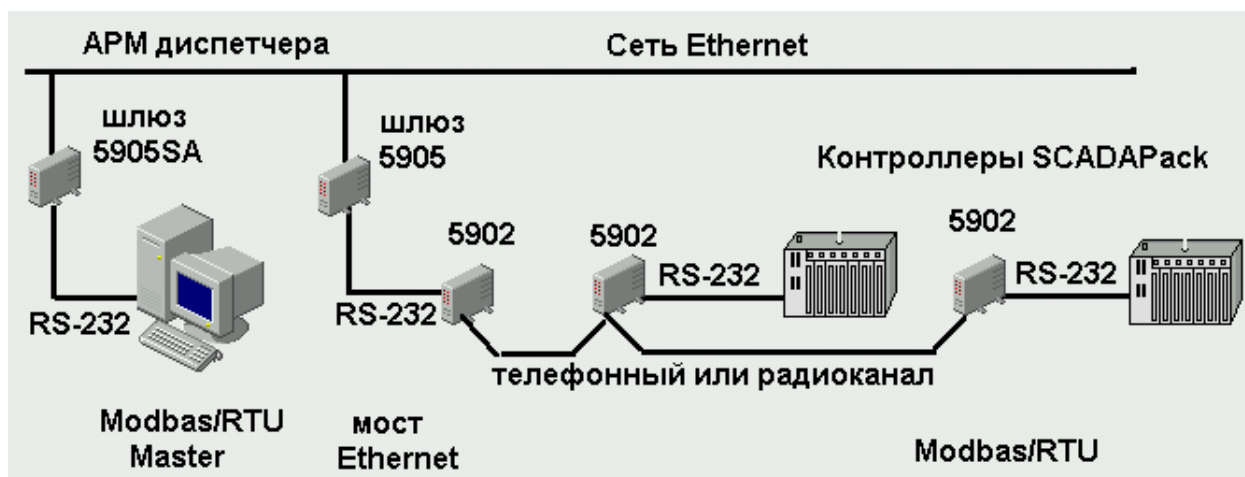 АРМ диспетчера
Сеть Ethernet
шлюз
5905SA
шлюз
5905
Контроллеры SCADAPack
5902
5902
5902
RS-232
RS-232
RS-232
RS-232
телефонный или радиоканал
Modbas/RTU
Master
мост
Ethernet
Modbas/RTU